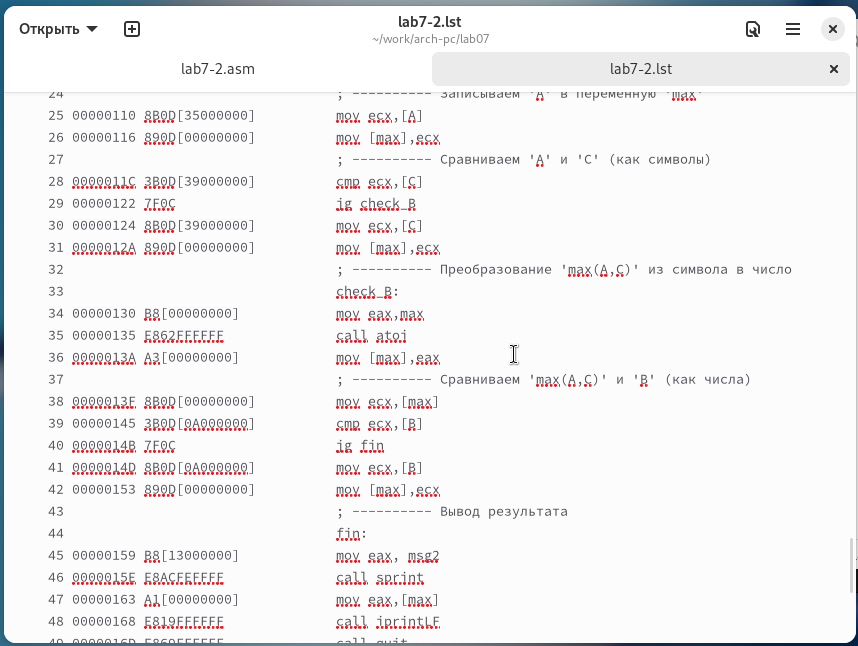 Открыть
lab7-2.lst
~/work/arch-pc/lab07
lab7-2.asm
lab7-2.lst
24 ; ---------- Записываем 'A' в переменную 'max'
25 00000110 8B0D[35000000] mov ecx,[A]
26 00000116 890D[00000000] mov [max],ecx
27 ; ---------- Сравниваем 'A' и 'C' (как символы)
28 0000011C 3B0D[39000000] cmp ecx,[C]
29 00000122 7F0C jg check_B
30 00000124 8B0D[39000000] mov ecx,[C]
31 0000012A 890D[00000000] mov [max],ecx
32 ; ---------- Преобразование 'max(A,C)' из символа в число
33 check_B:
34 00000130 B8[00000000] mov eax,max
35 00000135 E862FFFFFF call atoi
36 0000013A A3[00000000] mov [max],eax
37 ; ---------- Сравниваем 'max(A,C)' и 'B' (как числа)
38 0000013F 8B0D[00000000] mov ecx,[max]
39 00000145 3B0D[0A000000] cmp ecx,[B]
40 0000014B 7F0C jg fin
41 0000014D 8B0D[0A000000] mov ecx,[B]
42 00000153 890D[00000000] mov [max],ecx
43 ; ---------- Вывод результата
44 fin:
45 00000159 B8[13000000] mov eax, msg2
46 0000015E E8ACFEFFFF call sprint
47 00000163 A1[00000000] mov eax,[max]
48 00000168 E819FFFFFF call iprintLF
49 0000016D E869FFFFFF call quit